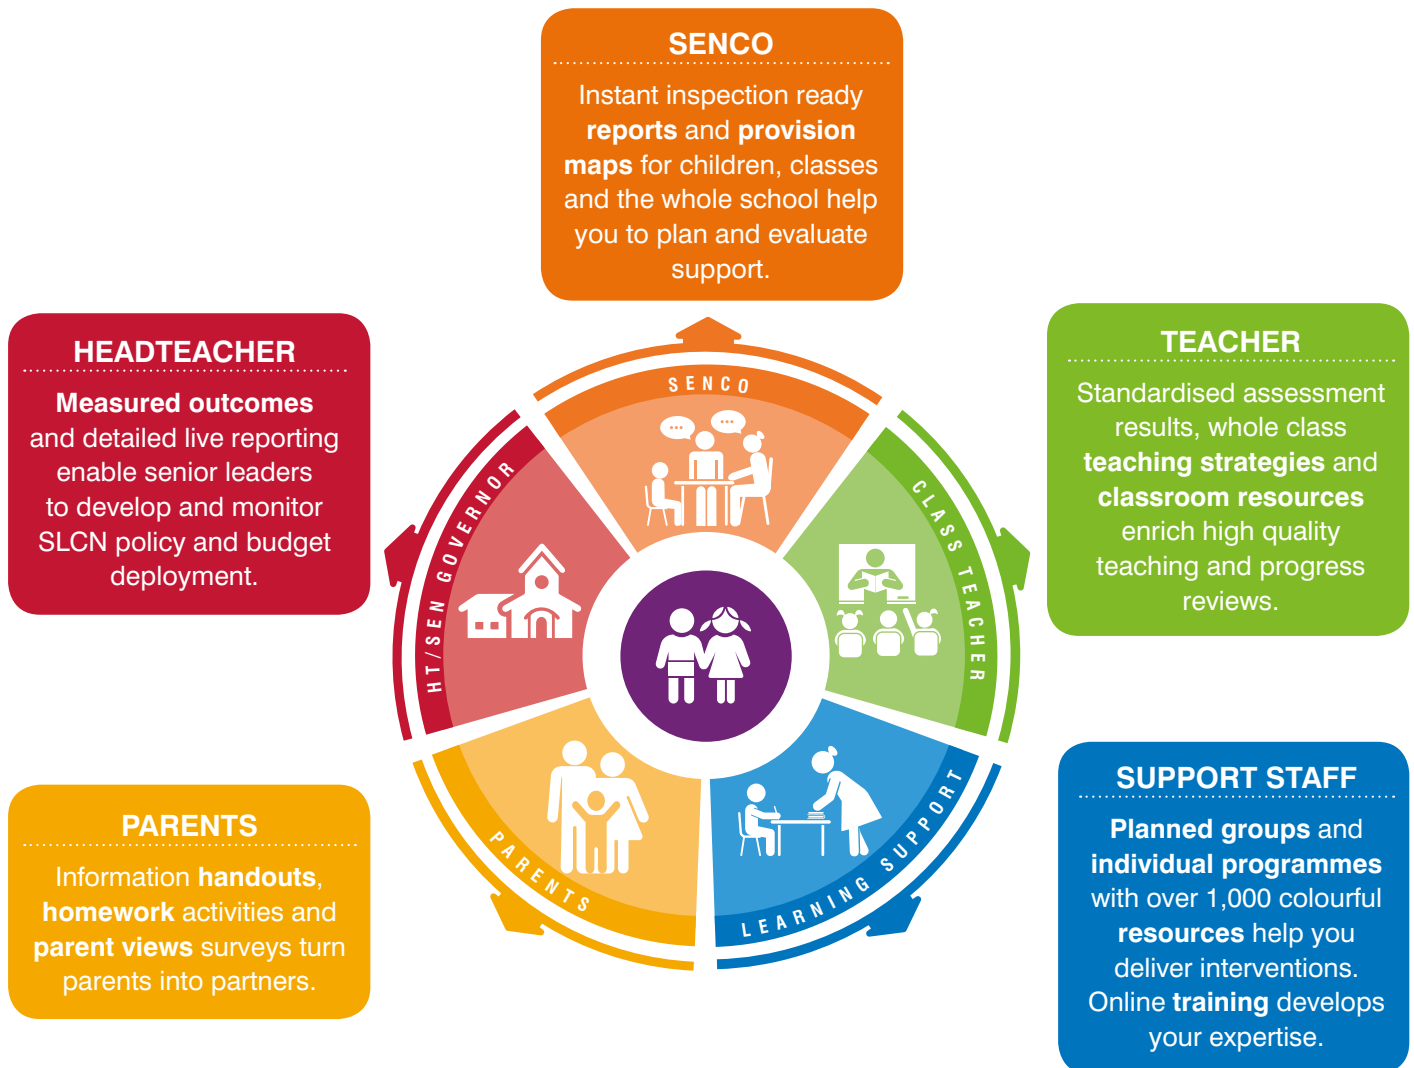 SENCO
Instant inspection ready
reports and provision
maps for children, classes
and the whole school help
you to plan and evaluate
support.
HEADTEACHER
Measured outcomes
and detailed live reporting
enable senior leaders
to develop and monitor
SLCN policy and budget
deployment.
TEACHER
Standardised assessment
results, whole class
teaching strategies and
classroom resources
enrich high quality
teaching and progress
reviews.
SENCO
HT/SEN GOVERNOR
CLASS TEACHER
PARENTS
LEARNING SUPPORT
PARENTS
Information handouts,
homework activities and
parent views surveys turn
parents into partners.
SUPPORT STAFF
Planned groups and
individual programmes
with over 1,000 colourful
resources help you
deliver interventions.
Online training develops
your expertise.